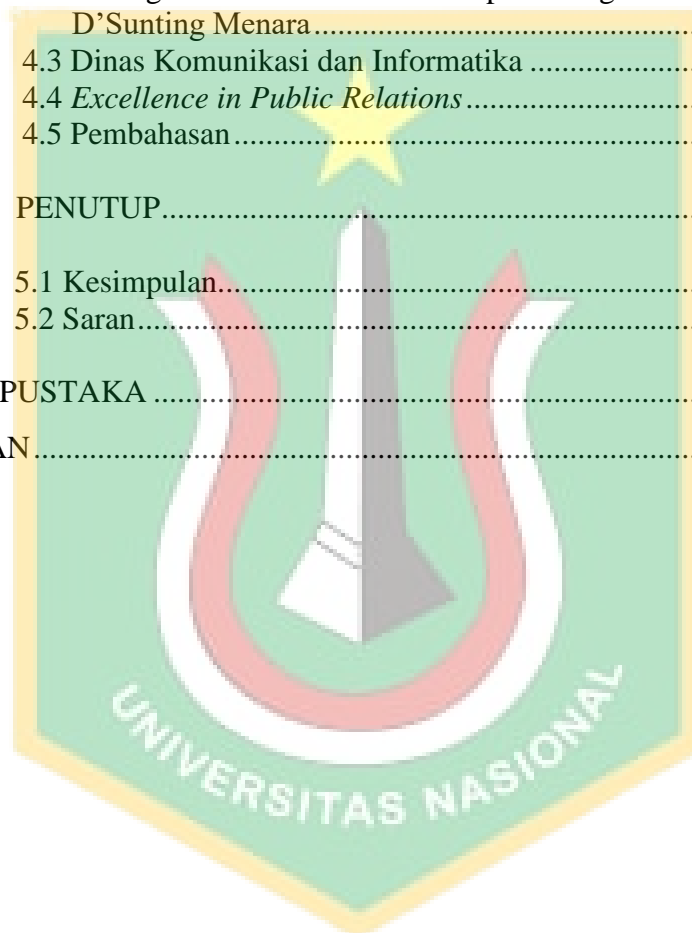 D’Sunting Menara....................................................
4.3 Dinas Komunikasi dan Informatika ........................
4.4 Excellence in Public Relations................................
4.5 Pembahasan............................................................
PENUTUP.....................................................................
5.1 Kesimpulan..............................................................
5.2 Saran.......................................................................
PUSTAKA ....................................................................
AN................................................................................
UNIVERSITAS NASIONAL